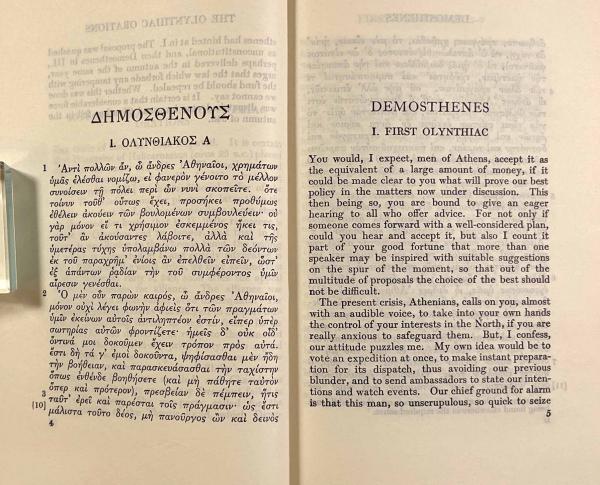 THE OLYNTHIAC ORATIONS
ΔΗΜΟΣΘΕΝΟΥΣ
I. ΟΛΥΝΘΙΑΚΟΣ Α
1 Ἀντὶ πολλῶν ἄν, ὦ ἄνδρες Ἀθηναῖοι, χρημάτων
ὑμᾶς ἑλέσθαι νομίζω, εἰ φανερὸν γένοιτο τὸ μέλλον
συνοίσειν τῇ πόλει περὶ ὧν νυνὶ σκοπεῖτε. ὅτε
τοίνυν τοῦθ᾽ οὕτως ἔχει, προσήκει προθύμως
ἐθέλειν ἀκούειν τῶν βουλομένων συμβουλεύειν· οὐ
γὰρ μόνον εἴ τι χρήσιμον ἐσκεμμένος ἥκει τις,
τοῦτ᾽ ἂν ἀκούσαντες λάβοιτε, ἀλλὰ καὶ τῆς
ὑμετέρας τύχης ὑπολαμβάνω πολλὰ τῶν δεόντων
ἐκ τοῦ παραχρῆμ᾽ ἐνίοις ἂν ἐπελθεῖν εἰπεῖν, ὥστ᾽
ἐξ ἁπάντων ῥᾳδίαν τὴν τοῦ συμφέροντος ὑμῖν
αἵρεσιν γενέσθαι.
2 Ὁ μὲν οὖν παρὼν καιρός, ὦ ἄνδρες Ἀθηναῖοι,
μόνον οὐχὶ λέγει φωνὴν ἀφιεὶς ὅτι τῶν πραγμάτων
ὑμῖν ἐκείνων αὐτοῖς ἀντιληπτέον ἐστίν, εἴπερ ὑπὲρ
σωτηρίας αὐτῶν φροντίζετε· ἡμεῖς δ᾽ οὐκ οἶδ᾽
ὅντινά μοι δοκοῦμεν ἔχειν τρόπον πρὸς αὐτά.
ἔστι δὴ τά γ᾽ ἐμοὶ δοκοῦντα, ψηφίσασθαι μὲν ἤδη
τὴν βοήθειαν, καὶ παρασκευάσασθαι τὴν ταχίστην
ὅπως ἐνθένδε βοηθήσετε (καὶ μὴ πάθητε ταὐτὸν
ὅπερ καὶ πρότερον), πρεσβείαν δὲ πέμπειν, ἥτις
3 ταῦτ᾽ ἐρεῖ καὶ παρέσται τοῖς πράγμασιν· ὡς ἔστι
[10] μάλιστα τοῦτο δέος, μὴ πανοῦργος ὢν καὶ δεινὸς
4
DEMOSTHENES
I. FIRST OLYNTHIAC
You would, I expect, men of Athens, accept it as
the equivalent of a large amount of money, if it
could be made clear to you what will prove our best
policy in the matters now under discussion. This
then being so, you are bound to give an eager
hearing to all who offer advice. For not only if
someone comes forward with a well-considered plan,
could you hear and accept it, but also I count it
part of your good fortune that more than one
speaker may be inspired with suitable suggestions
on the spur of the moment, so that out of the
multitude of proposals the choice of the best should
not be difficult.
The present crisis, Athenians, calls on you, almost
with an audible voice, to take into your own hands
the control of your interests in the North, if you are
really anxious to safeguard them. But, I confess,
our attitude puzzles me. My own idea would be to
vote an expedition at once, to make instant prepara-
tion for its dispatch, thus avoiding our previous
blunder, and to send ambassadors to state our inten-
tions and watch events. Our chief ground for alarm
is that this man, so unscrupulous, so quick to seize
5